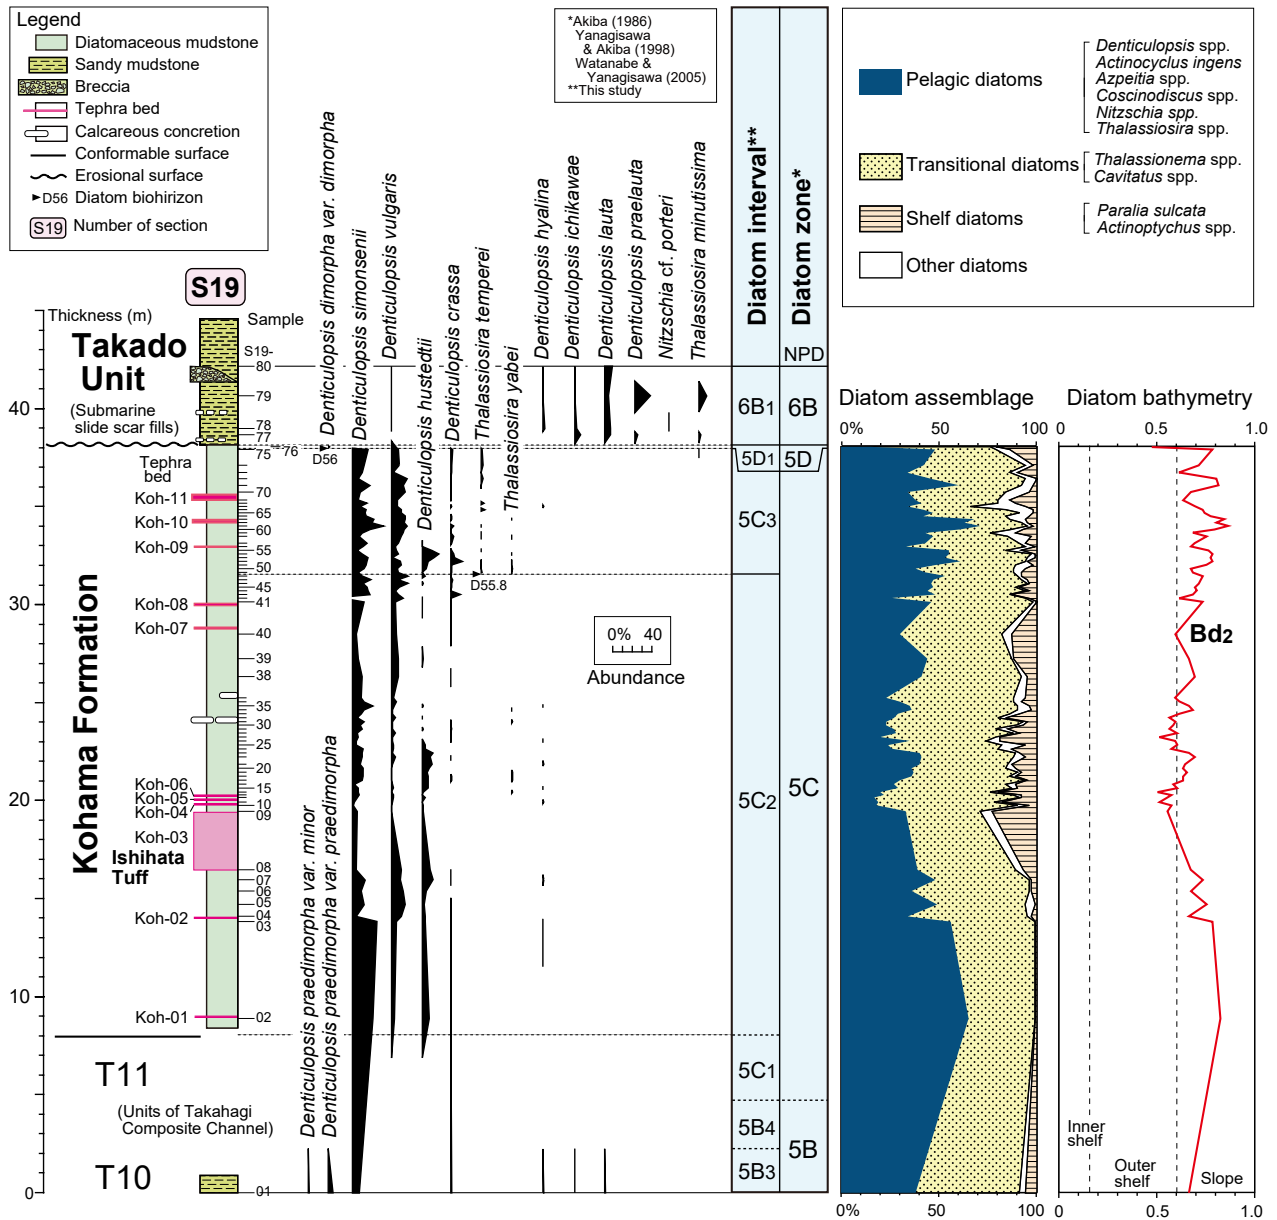 Legend
Diatomaceous mudstone
Sandy mudstone
Breccia
Tephra bed
Calcareous concretion
Conformable surface
Erosional surface
D56 Diatom biohorizon
S19 Number of section
*Akiba (1986)
Yanagisawa
& Akiba (1998)
Watanabe &
Yanagisawa (2005)
**This study
Pelagic diatoms
Denticulopsis spp.
Actinocyclus ingens
Azpeitia spp.
Coscinodiscus spp.
Nitzschia spp.
Thalassiosira spp.
Transitional diatoms
Thalassionema spp.
Cavitatus spp.
Shelf diatoms
Paralia sulcata
Actinoptychus spp.
Other diatoms
S19
Thickness (m)
Sample
S19-
Takado
Unit
(Submarine
slide scar fills)
Tephra
bed
Koh-11
Koh-10
Koh-09
Koh-08
Koh-07
Koh-06
Koh-05
Koh-04
Koh-03
Ishihata
Tuff
Koh-02
Koh-01
Kohama Formation
T11
(Units of Takahagi
Composite Channel)
T10
40
30
20
10
0
80
79
78
77
76
75
70
65
60
55
50
45
41
40
39
38
35
30
25
20
15
10
09
08
07
06
05
04
03
02
01
Denticulopsis praedimorpha var. minor
Denticulopsis praedimorpha var. praedimorpha
Denticulopsis dimorpha var. dimorpha
Denticulopsis simonsenii
Denticulopsis vulgaris
Denticulopsis hustedtii
Denticulopsis crassa
Thalassiosira temperei
Thalassiosira yabei
Denticulopsis hyalina
Denticulopsis ichikawae
Denticulopsis lauta
Denticulopsis praelauta
Nitzschia cf. porteri
Thalassiosira minutissima
D56
D55.8
0% 40
Abundance
Diatom interval**
Diatom zone*
NPD
6B1
6B
5D1
5D
5C3
5C2
5C
5C1
5B4
5B3
5B
Diatom assemblage
0% 50 100
0% 50 100
Diatom bathymetry
0 0.5 1.0
Bd2
Inner
shelf
Outer
shelf
Slope
0 0.5 1.0